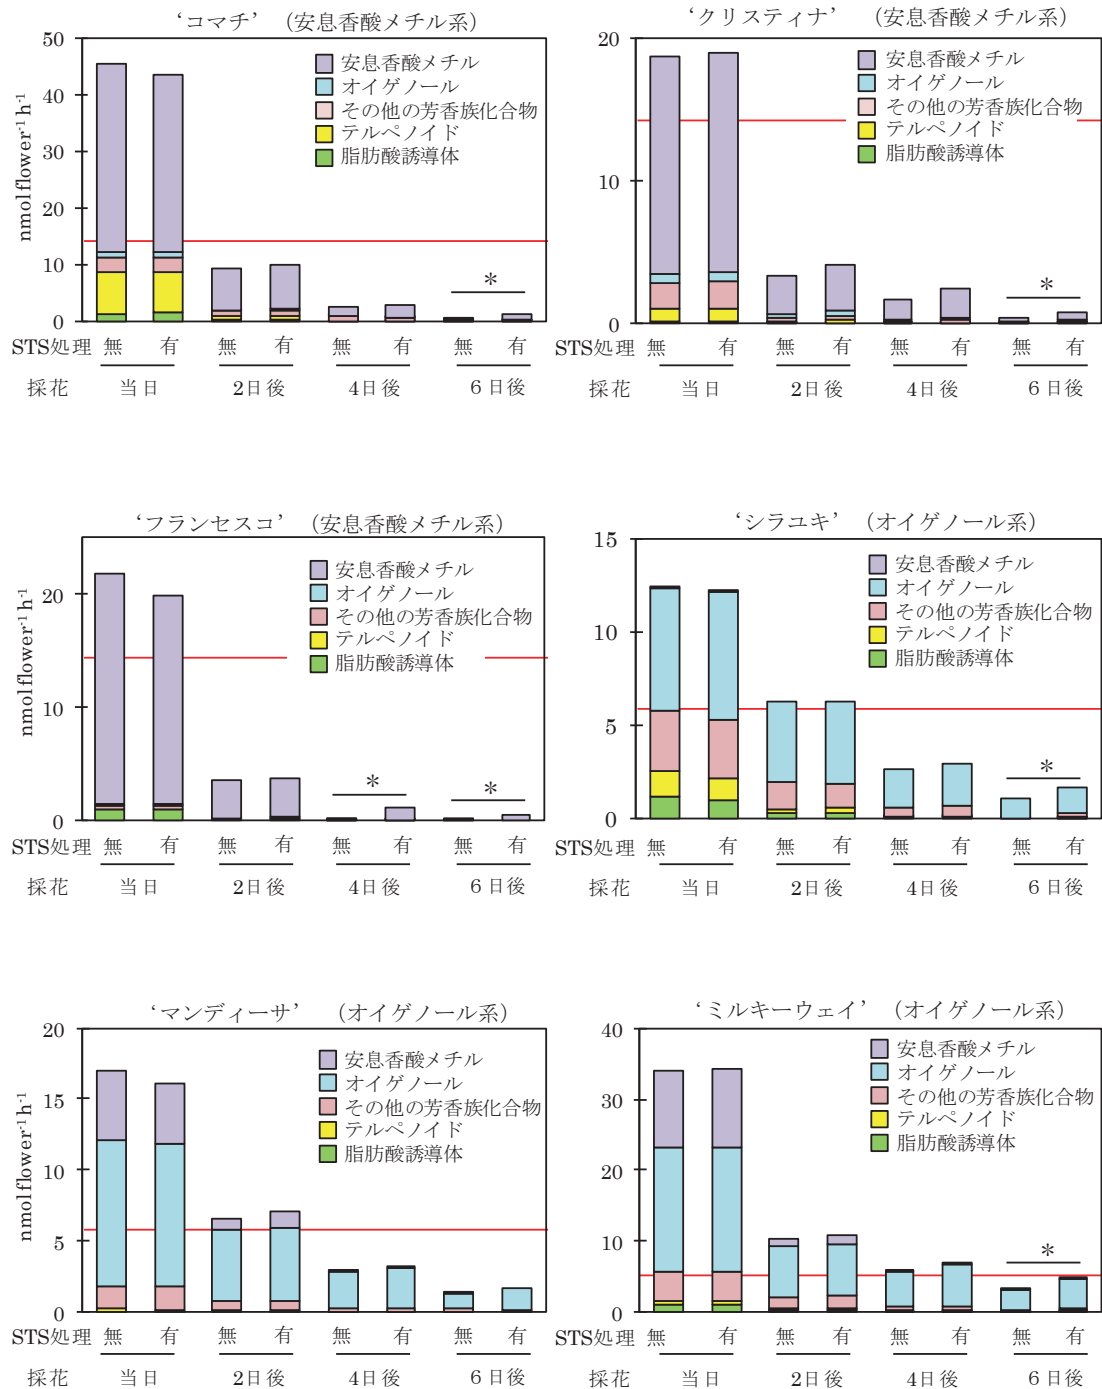 ‘コマチ’ (安息香酸メチル系)
50
40
30
20
10
0
nmol flower⁻¹ h⁻¹
安息香酸メチル
オイゲノール
その他の芳香族化合物
テルペノイド
脂肪酸誘導体
*
STS処理 無 有 無 有 無 有 無 有
採花 当日 2日後 4日後 6日後
‘クリスティナ’ (安息香酸メチル系)
20
10
0
安息香酸メチル
オイゲノール
その他の芳香族化合物
テルペノイド
脂肪酸誘導体
*
無 有 無 有 無 有 無 有
当日 2日後 4日後 6日後
‘フランセスコ’ (安息香酸メチル系)
20
10
0
nmol flower⁻¹ h⁻¹
安息香酸メチル
オイゲノール
その他の芳香族化合物
テルペノイド
脂肪酸誘導体
* *
STS処理 無 有 無 有 無 有 無 有
採花 当日 2日後 4日後 6日後
‘シラユキ’ (オイゲノール系)
15
10
5
0
安息香酸メチル
オイゲノール
その他の芳香族化合物
テルペノイド
脂肪酸誘導体
*
無 有 無 有 無 有 無 有
当日 2日後 4日後 6日後
‘マンディーサ’ (オイゲノール系)
20
15
10
5
0
nmol flower⁻¹ h⁻¹
安息香酸メチル
オイゲノール
その他の芳香族化合物
テルペノイド
脂肪酸誘導体
STS処理 無 有 無 有 無 有 無 有
採花 当日 2日後 4日後 6日後
‘ミルキーウェイ’ (オイゲノール系)
40
30
20
10
0
安息香酸メチル
オイゲノール
その他の芳香族化合物
テルペノイド
脂肪酸誘導体
*
無 有 無 有 無 有 無 有
当日 2日後 4日後 6日後